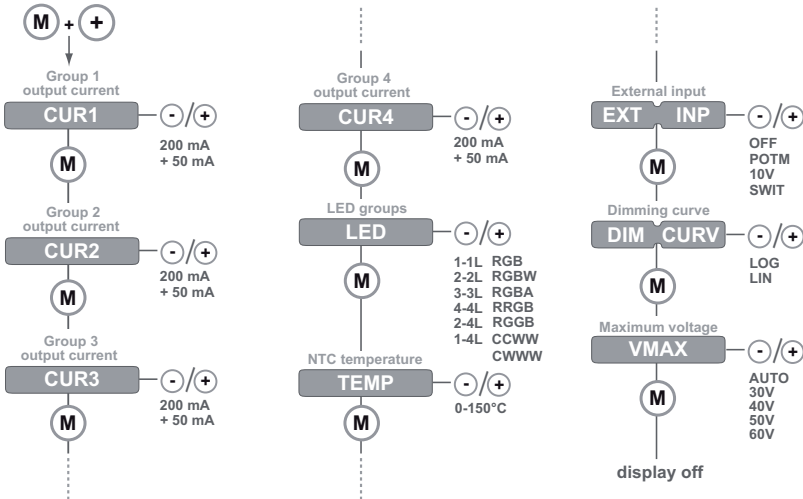 M + +
Group 1
output current
CUR1
- / +
200 mA
+ 50 mA
M
Group 2
output current
CUR2
- / +
200 mA
+ 50 mA
M
Group 3
output current
CUR3
- / +
200 mA
+ 50 mA
M
Group 4
output current
CUR4
- / +
200 mA
+ 50 mA
M
LED groups
LED
- / +
1-1L RGB
2-2L RGBW
3-3L RGBA
4-4L RRGB
2-4L RGGB
1-4L CCWW
CWWW
M
NTC temperature
TEMP
- / +
0-150°C
M
External input
EXT INP
- / +
OFF
POTM
10V
SWIT
M
Dimming curve
DIM CURV
- / +
LOG
LIN
M
Maximum voltage
VMAX
- / +
AUTO
30V
40V
50V
60V
M
display off